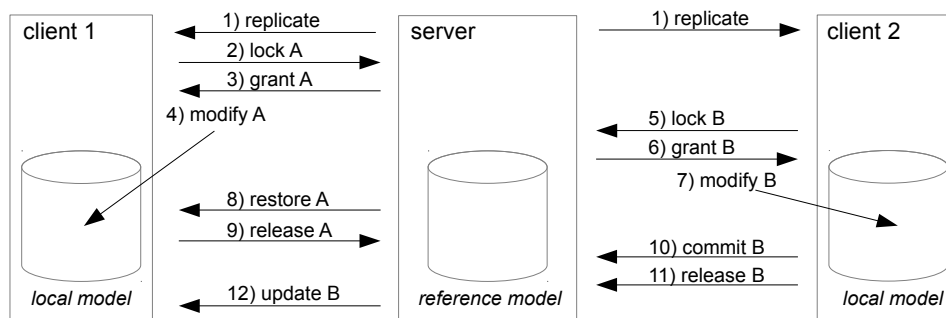 client 1
server
client 2
1) replicate
1) replicate
2) lock A
3) grant A
4) modify A
5) lock B
6) grant B
7) modify B
8) restore A
9) release A
10) commit B
11) release B
12) update B
local model
reference model
local model